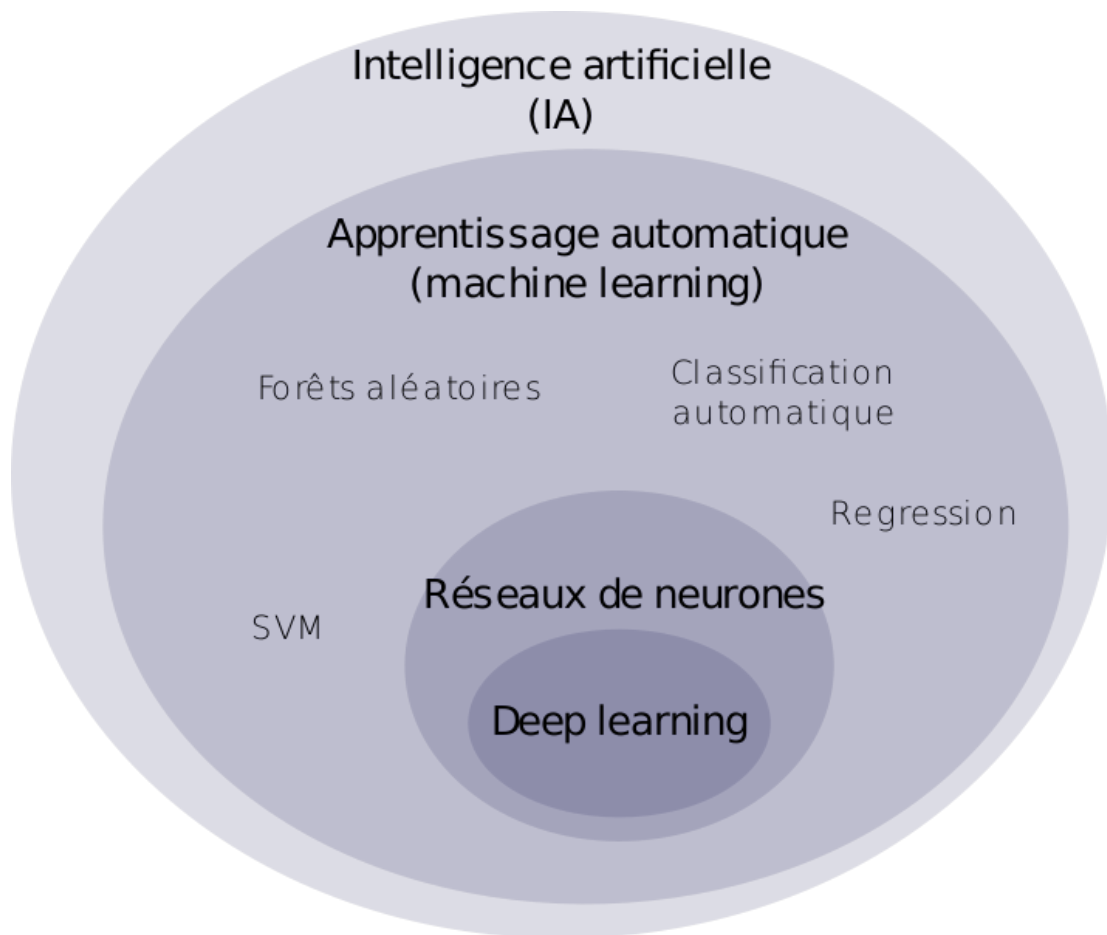 Intelligence artificielle
(IA)
Apprentissage automatique
(machine learning)
Forêts aléatoires
Classification
automatique
Regression
Réseaux de neurones
SVM
Deep learning